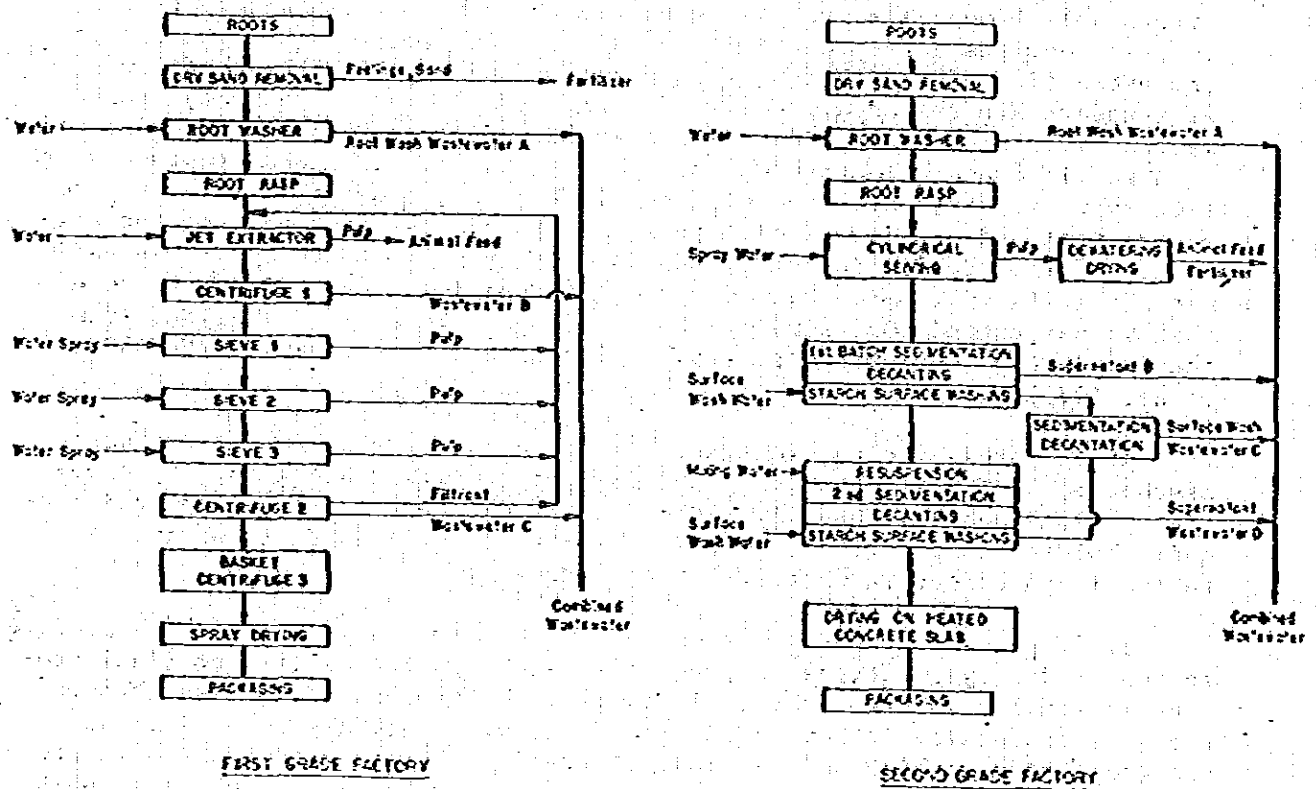 ROOTS
DRY SAND REMOVAL
Peelings, Sand
Fertilizer
Water
ROOT WASHER
Root Wash Wastewater A
ROOT RASP
Water
JET EXTRACTOR
Pulp
Animal Feed
CENTRIFUGE 1
Wastewater B
Water Spray
SIEVE 1
Pulp
Water Spray
SIEVE 2
Pulp
Water Spray
SIEVE 3
Pulp
CENTRIFUGE 2
Wastewater C
BASKET
CENTRIFUGE 3
Combined
Wastewater
SPRAY DRYING
PACKAGING
FIRST GRADE FACTORY
ROOTS
DRY SAND REMOVAL
Water
ROOT WASHER
Root Wash Wastewater A
ROOT RASP
Spray Water
CYLINDRICAL
SEIVING
Pulp
DEWATERING
DRYING
Animal Feed
Fertilizer
1st BATCH SEDIMENTATION
DECANTING
STARCH SURFACE WASHING
Supernatant B
Surface
Wash Water
SEDIMENTATION
DECANTATION
Surface Wash
Wastewater C
Mixing Water
RESUSPENSION
2nd SEDIMENTATION
DECANTING
STARCH SURFACE WASHING
Supernatant
Wastewater D
Surface
Wash Water
DRYING ON HEATED
CONCRETE SLAB
Combined
Wastewater
PACKAGING
SECOND GRADE FACTORY